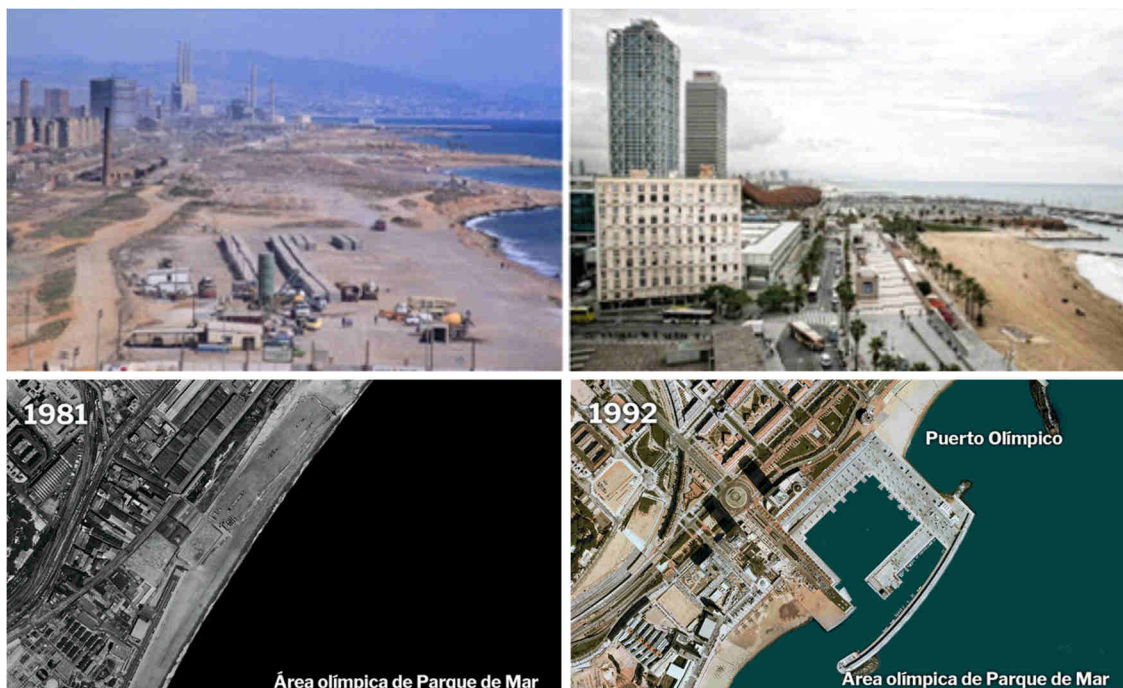 1981
Área olímpica de Parque de Mar
1992
Puerto Olímpico
Área olímpica de Parque de Mar